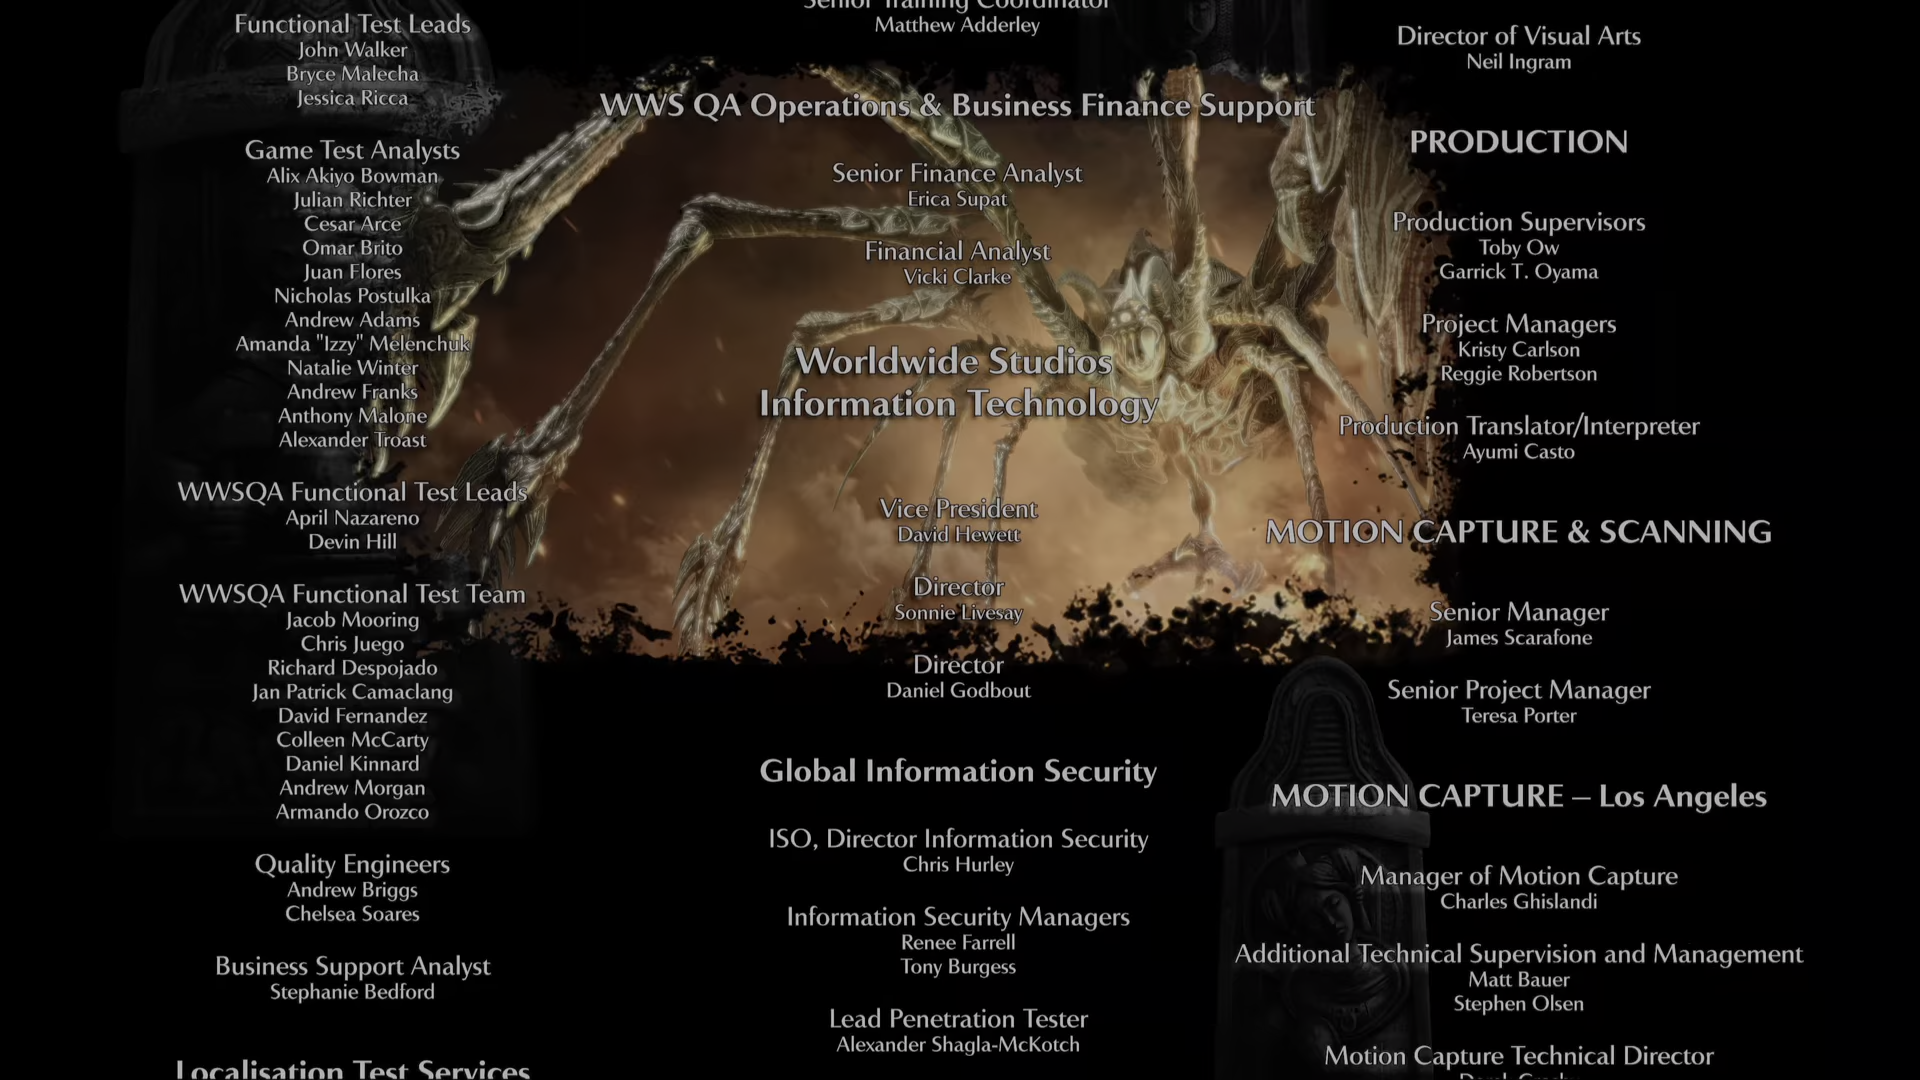 Functional Test Leads
John Walker
Bryce Malecha
Jessica Ricca
Game Test Analysts
Alix Akiyo Bowman
Julian Richter
Cesar Arce
Omar Brito
Juan Flores
Nicholas Postulka
Andrew Adams
Amanda "Izzy" Melenchuk
Natalie Winter
Andrew Franks
Anthony Malone
Alexander Troast
WWSQA Functional Test Leads
April Nazareno
Devin Hill
WWSQA Functional Test Team
Jacob Mooring
Chris Juego
Richard Despojado
Jan Patrick Camaclang
David Fernandez
Colleen McCarty
Daniel Kinnard
Andrew Morgan
Armando Orozco
Quality Engineers
Andrew Briggs
Chelsea Soares
Business Support Analyst
Stephanie Bedford
Localisation Test Services
Senior Training Coordinator
Matthew Adderley
WWS QA Operations & Business Finance Support
Senior Finance Analyst
Erica Supat
Financial Analyst
Vicki Clarke
Worldwide Studios
Information Technology
Vice President
David Hewett
Director
Sonnie Livesay
Director
Daniel Godbout
Global Information Security
ISO, Director Information Security
Chris Hurley
Information Security Managers
Renee Farrell
Tony Burgess
Lead Penetration Tester
Alexander Shagla-McKotch
Director of Visual Arts
Neil Ingram
PRODUCTION
Production Supervisors
Toby Ow
Garrick T. Oyama
Project Managers
Kristy Carlson
Reggie Robertson
Production Translator/Interpreter
Ayumi Casto
MOTION CAPTURE & SCANNING
Senior Manager
James Scarafone
Senior Project Manager
Teresa Porter
MOTION CAPTURE – Los Angeles
Manager of Motion Capture
Charles Ghislandi
Additional Technical Supervision and Management
Matt Bauer
Stephen Olsen
Motion Capture Technical Director